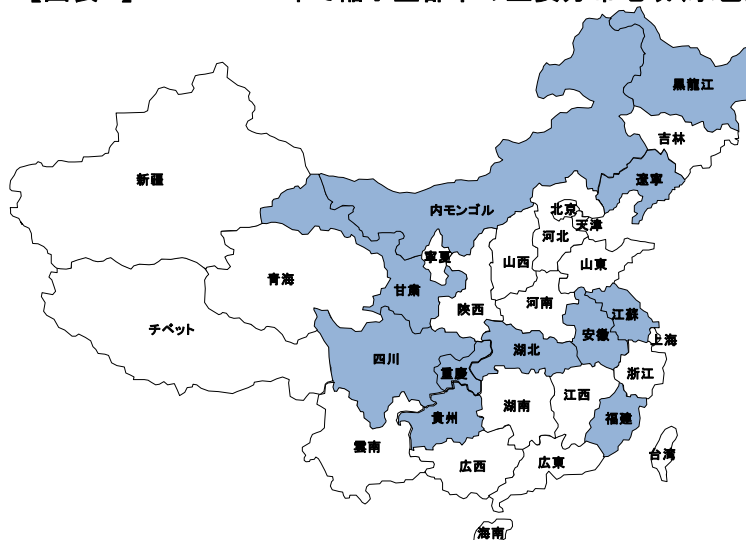 黒龍江
吉林
遼寧
新疆
内モンゴル
北京
天津
河北
寧夏
山西
山東
青海
甘粛
陝西
河南
江蘇
チベット
安徽
上海
四川
湖北
重慶
浙江
湖南
江西
貴州
福建
雲南
台湾
広西
広東
海南